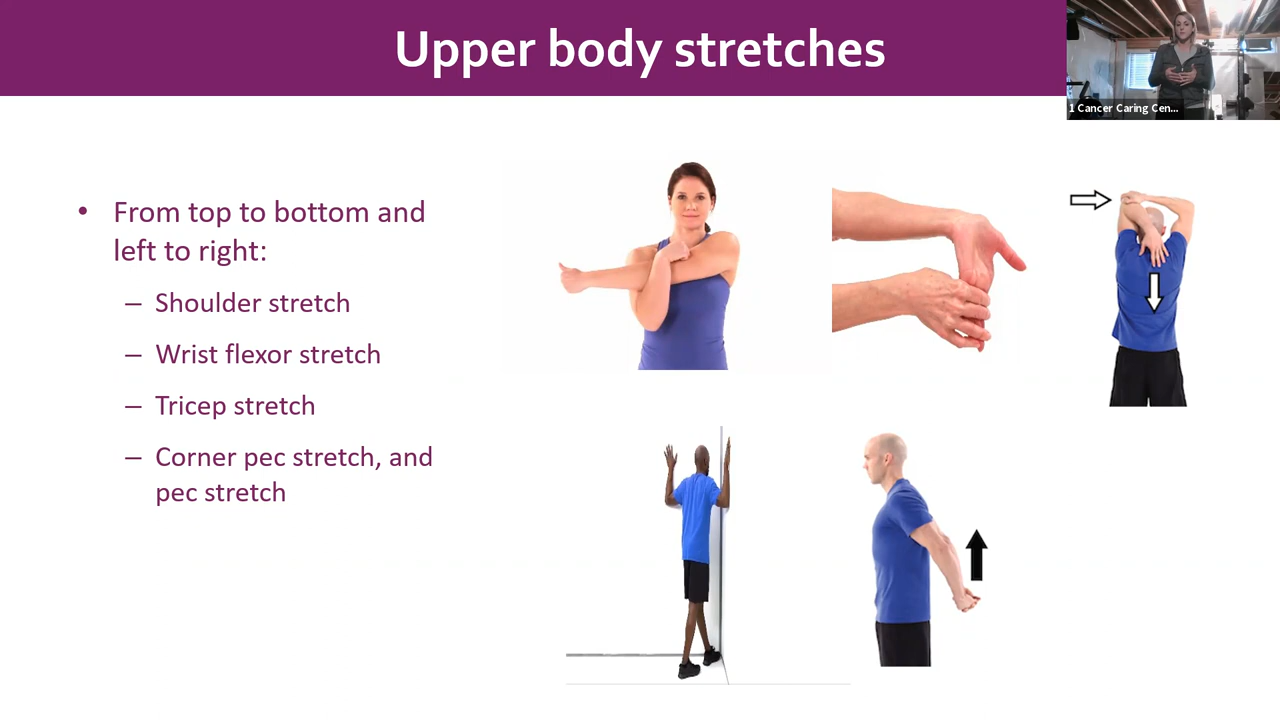 Upper body stretches
1 Cancer Caring Cen...
• From top to bottom and
left to right:
– Shoulder stretch
– Wrist flexor stretch
– Tricep stretch
– Corner pec stretch, and
pec stretch